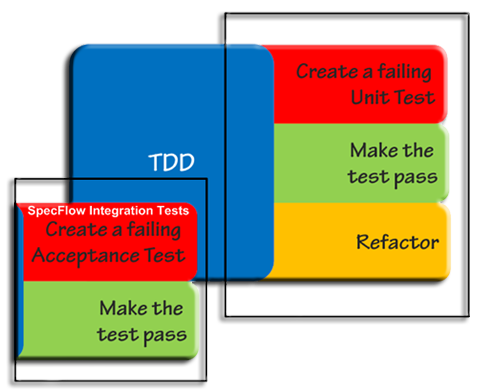 Create a failing
Unit Test
TDD
Make the
test pass
Refactor
SpecFlow Integration Tests
Create a failing
Acceptance Test
Make the
test pass